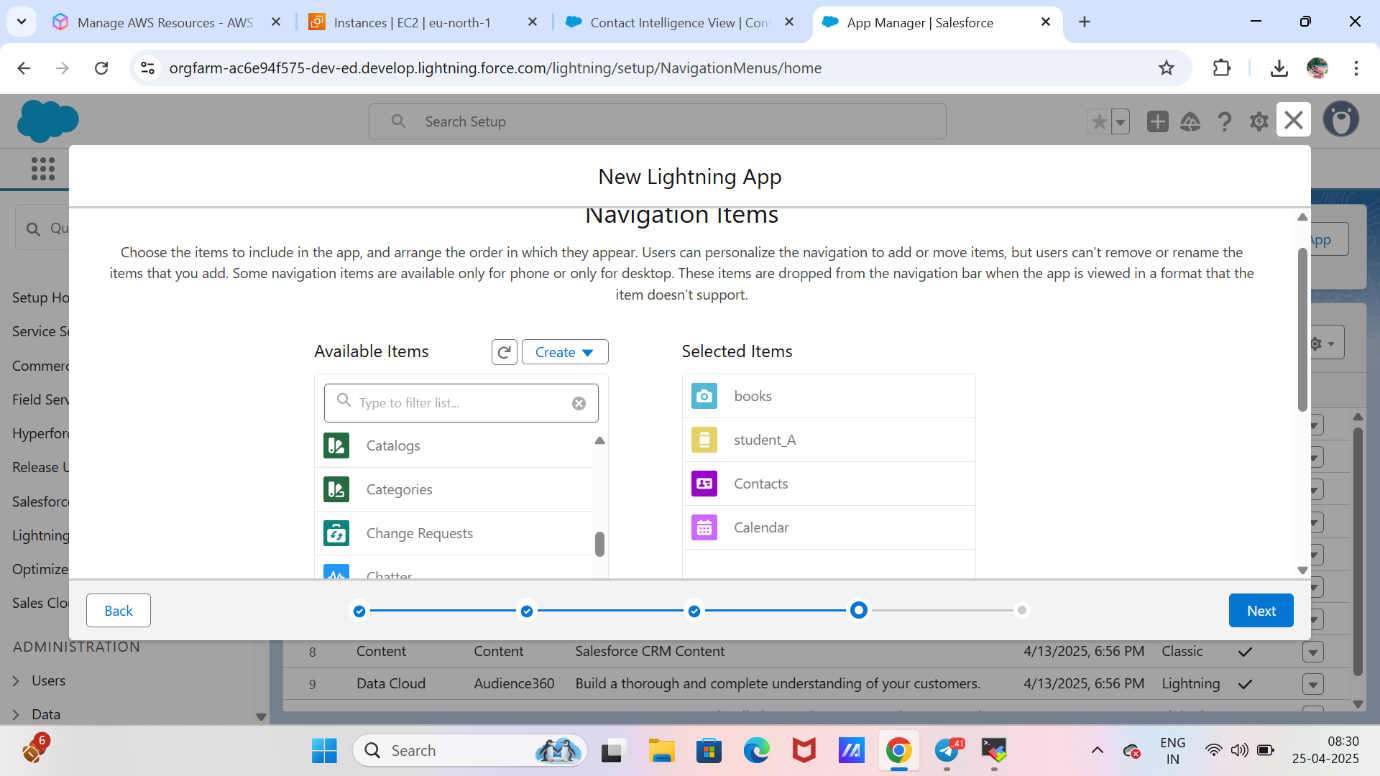 Manage AWS Resources - AWS
Instances | EC2 | eu-north-1
Contact Intelligence View | Con
App Manager | Salesforce
orgfarm-ac6e94f575-dev-ed.develop.lightning.force.com/lightning/setup/NavigationMenus/home
Search Setup
New Lightning App
Qu
App
Navigation Items
Choose the items to include in the app, and arrange the order in which they appear. Users can personalize the navigation to add or move items, but users can't remove or rename the
items that you add. Some navigation items are available only for phone or only for desktop. These items are dropped from the navigation bar when the app is viewed in a format that the
item doesn't support.
Setup Ho
Service S
Commerc
Field Serv
Hyperforc
Release U
Salesforce
Lightning
Optimize
Sales Clou
Available Items
Create
Selected Items
Type to filter list...
Catalogs
Categories
Change Requests
Chatter
books
student_A
Contacts
Calendar
Back
Next
ADMINISTRATION
Users
Data
8 Content Content Salesforce CRM Content 4/13/2025, 6:56 PM Classic
9 Data Cloud Audience360 Build a thorough and complete understanding of your customers. 4/13/2025, 6:56 PM Lightning
6
Search
41
ENG
IN
08:30
25-04-2025